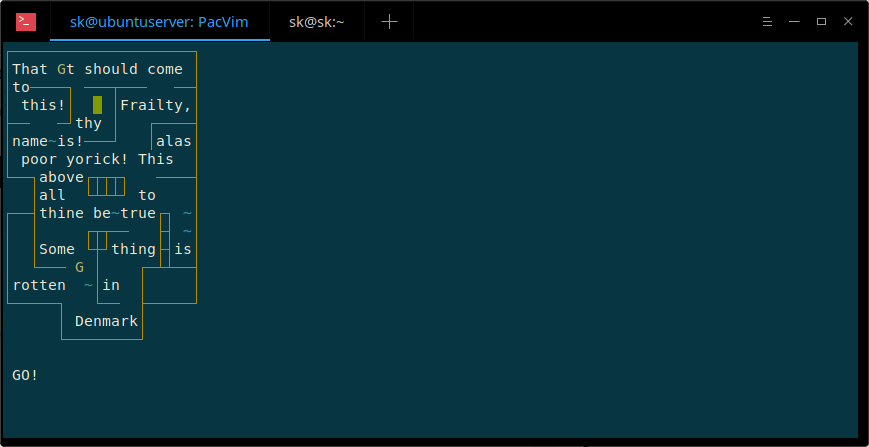 sk@ubuntuserver: PacVim
sk@sk:~
That Gt should come
to
this! Frailty,
thy
name~is! alas
poor yorick! This
above
all to
thine be~true ~
~
Some thing is
G
rotten ~ in
Denmark
GO!